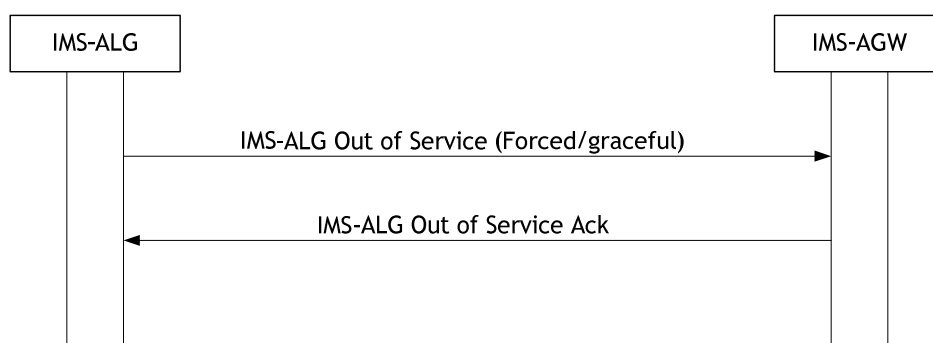 IMS-ALG
IMS-AGW
IMS-ALG Out of Service (Forced/graceful)
IMS-ALG Out of Service Ack